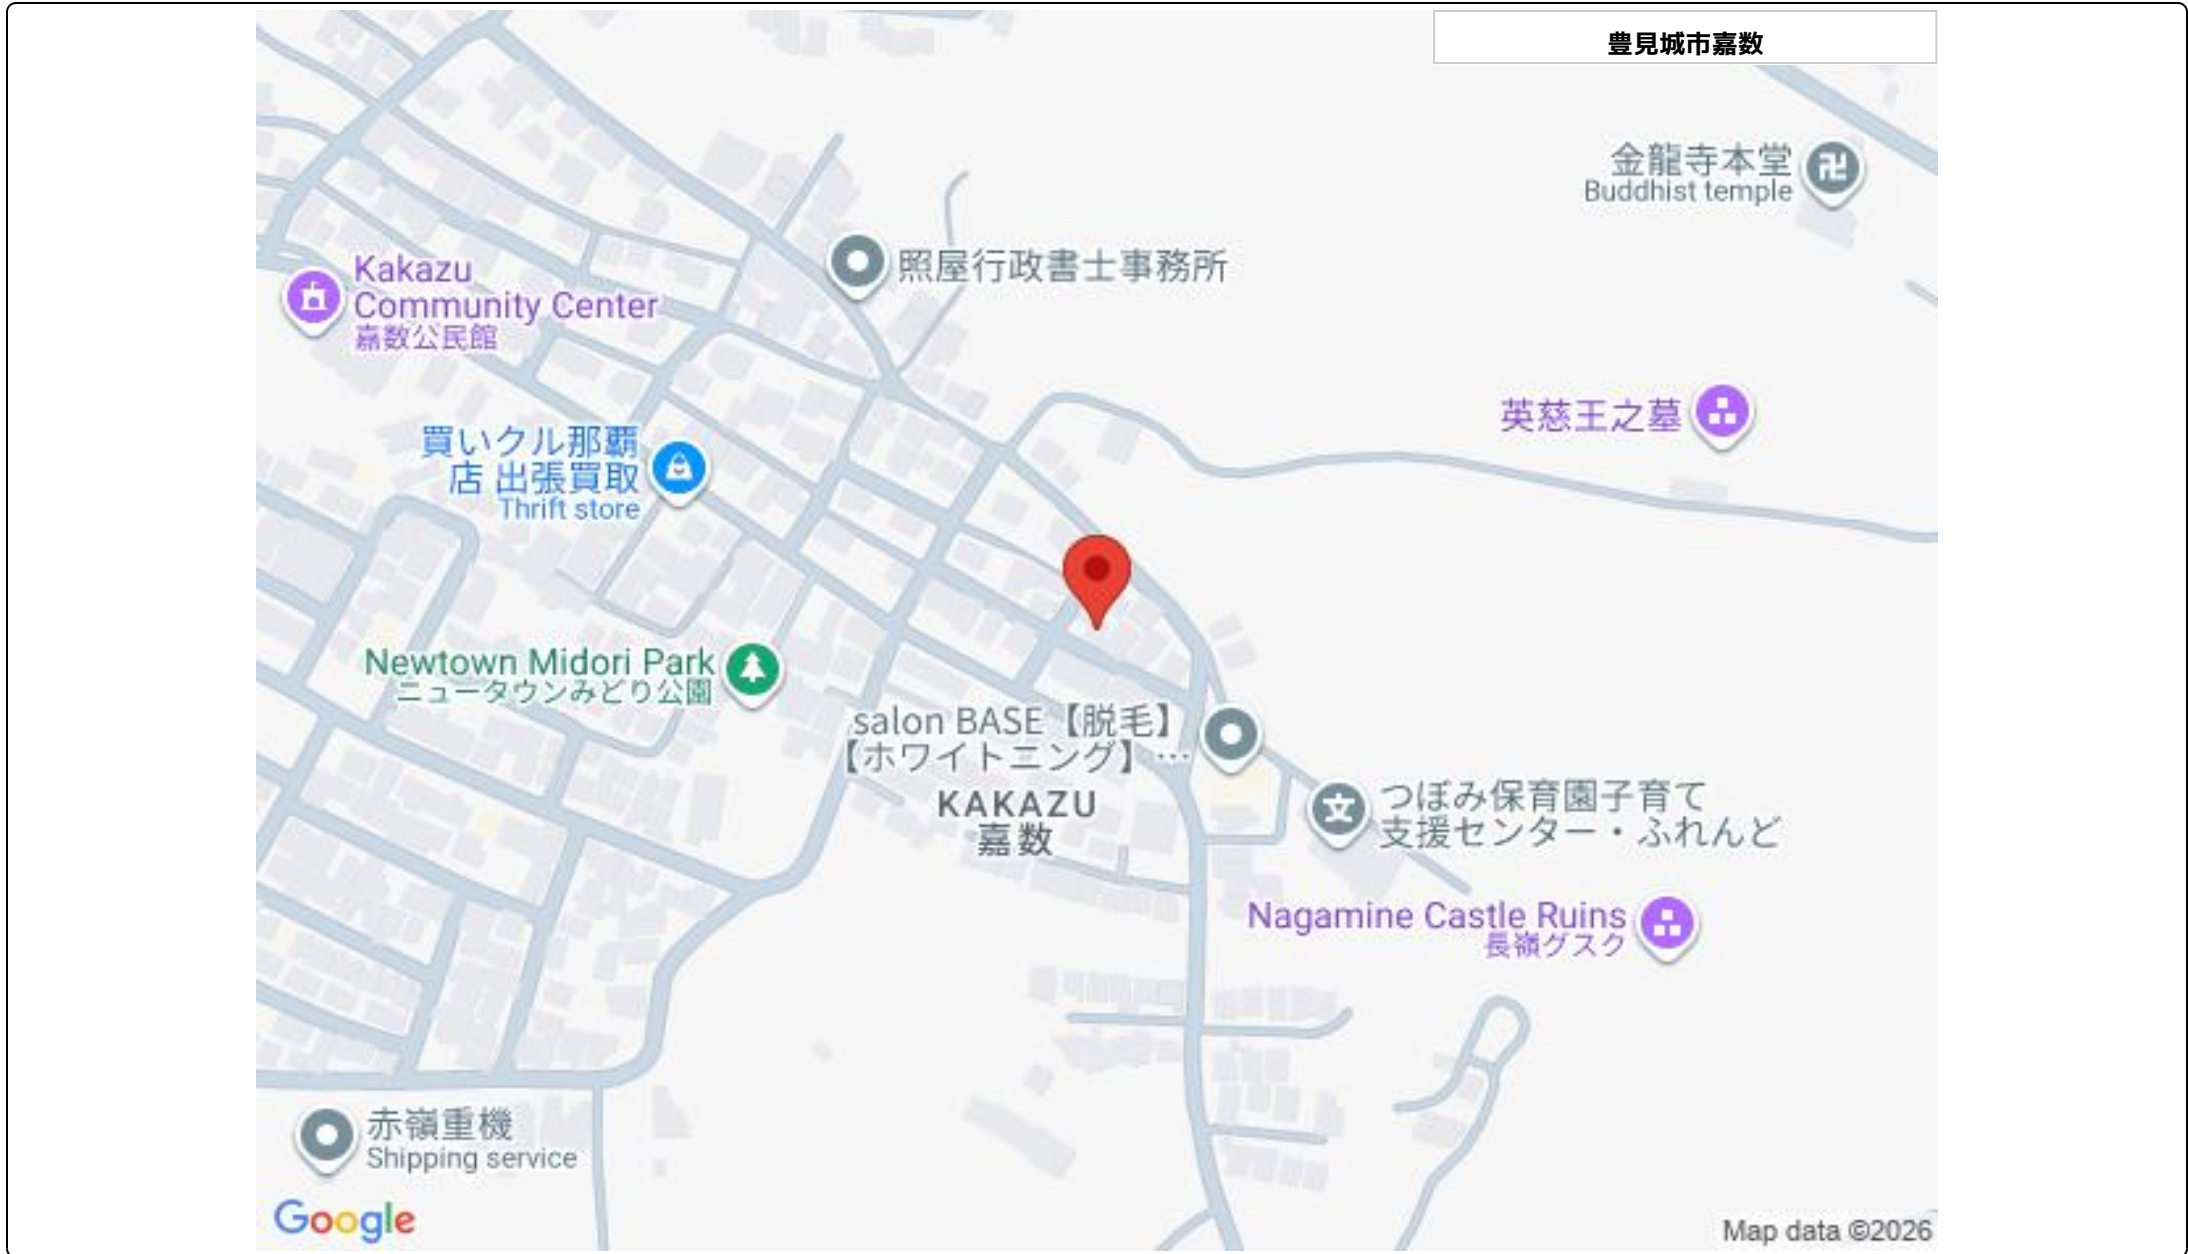 豊見城市嘉数
金龍寺本堂
Buddhist temple
照屋行政書士事務所
Kakazu
Community Center
嘉数公民館
英慈王之墓
買いクル那覇
店 出張買取
Thrift store
Newtown Midori Park
ニュータウンみどり公園
salon BASE【脱毛】
【ホワイトニング】…
KAKAZU
嘉数
つぼみ保育園子育て
支援センター・ふれんど
Nagamine Castle Ruins
長嶺グスク
赤嶺重機
Shipping service
Google
Map data ©2026